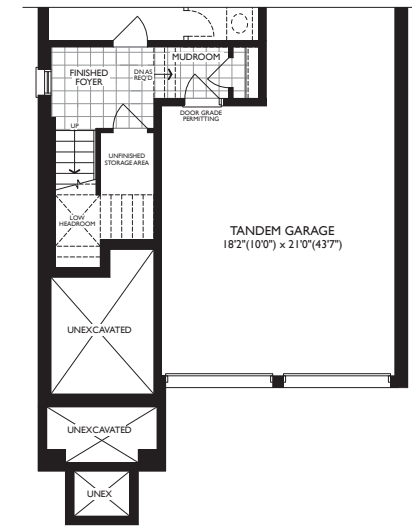 MUDROOM
FINISHED
FOYER
DN AS
REQ'D
DOOR GRADE
PERMITTING
UP
UNFINISHED
STORAGE AREA
LOW
HEADROOM
TANDEM GARAGE
18'2"(10'0") x 21'0"(43'7")
UNEXCAVATED
UNEXCAVATED
UNEX